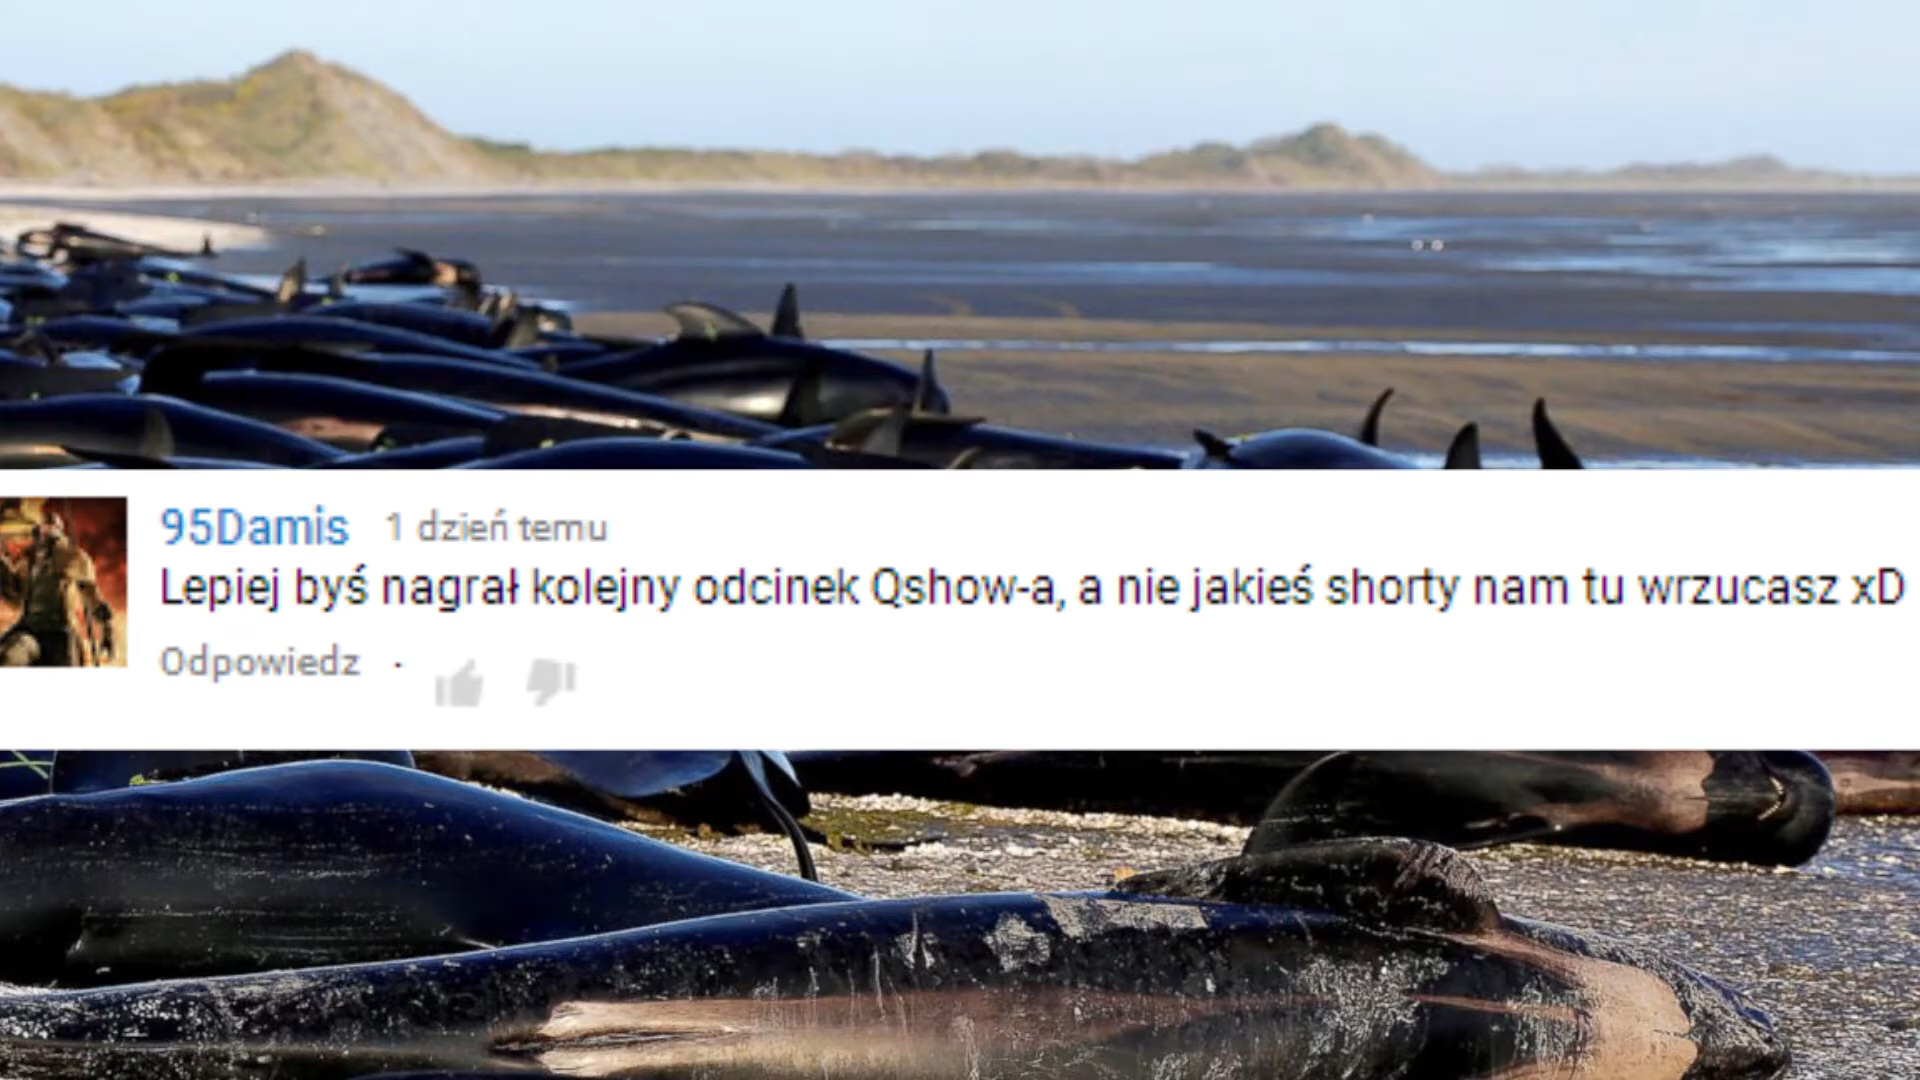 95Damis 1 dzień temu
Lepiej byś nagrał kolejny odcinek Qshow-a, a nie jakieś shorty nam tu wrzucasz xD
Odpowiedz ·